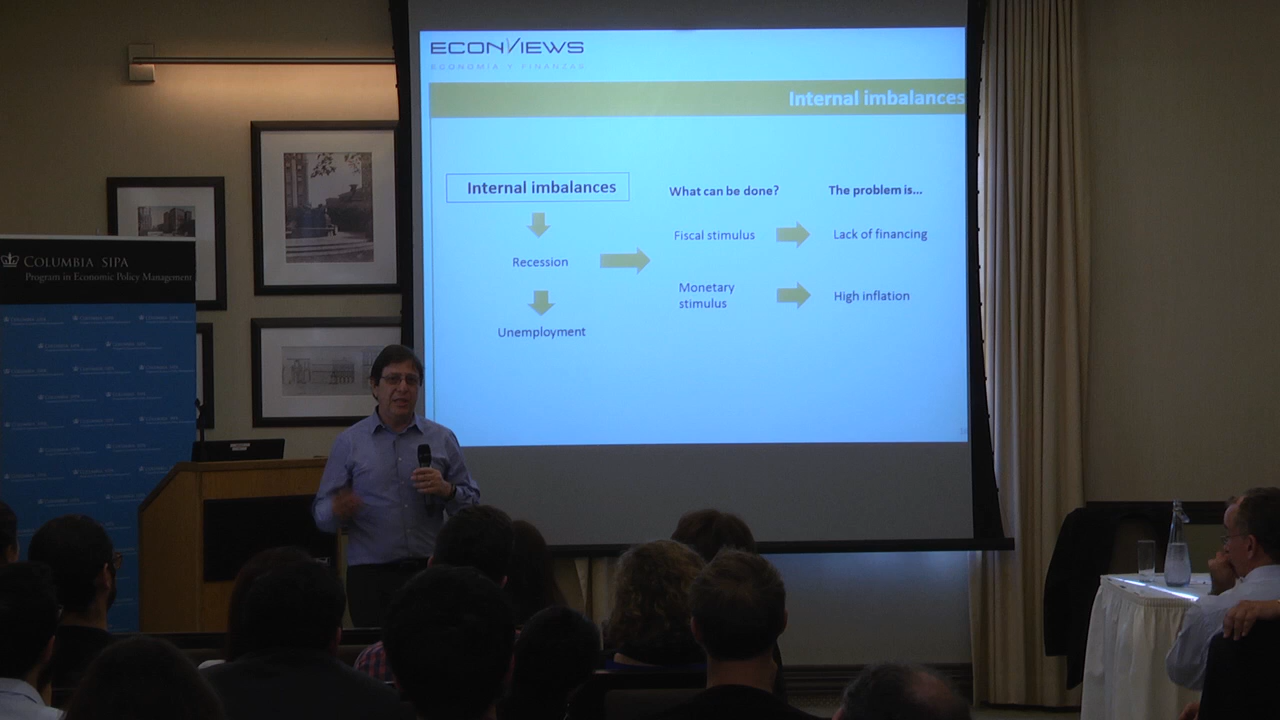 ECONVIEWS
ECONOMIA Y FINANZAS
Internal imbalances
Internal imbalances
What can be done?
The problem is...
Fiscal stimulus
Lack of financing
Recession
Monetary
stimulus
High inflation
Unemployment
COLUMBIA SIPA
Program in Economic Policy Management